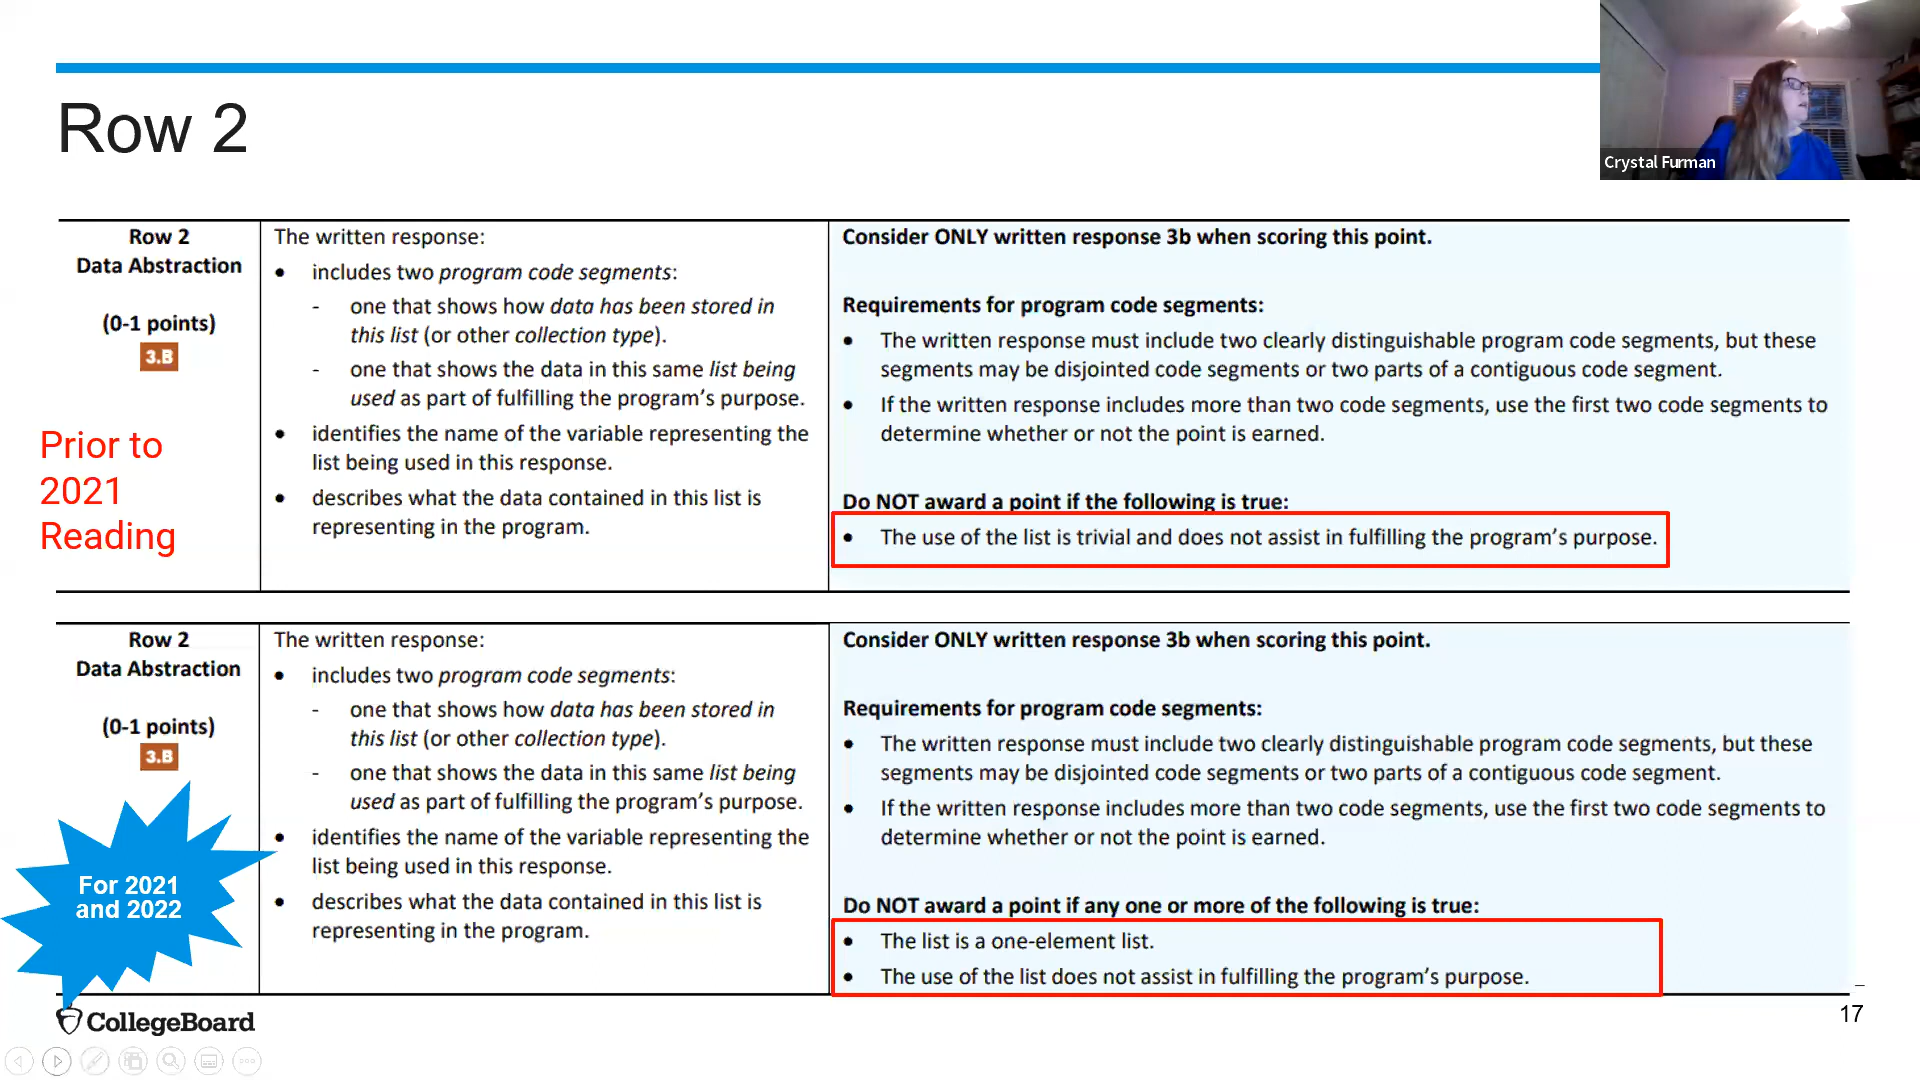 Crystal Furman
Row 2
Row 2
Data Abstraction
(0-1 points)
3.B
Prior to
2021
Reading
The written response:
• includes two program code segments:
- one that shows how data has been stored in
this list (or other collection type).
- one that shows the data in this same list being
used as part of fulfilling the program's purpose.
• identifies the name of the variable representing the
list being used in this response.
• describes what the data contained in this list is
representing in the program.
Consider ONLY written response 3b when scoring this point.
Requirements for program code segments:
• The written response must include two clearly distinguishable program code segments, but these
segments may be disjointed code segments or two parts of a contiguous code segment.
• If the written response includes more than two code segments, use the first two code segments to
determine whether or not the point is earned.
Do NOT award a point if the following is true:
• The use of the list is trivial and does not assist in fulfilling the program's purpose.
Row 2
Data Abstraction
(0-1 points)
3.B
For 2021
and 2022
The written response:
• includes two program code segments:
- one that shows how data has been stored in
this list (or other collection type).
- one that shows the data in this same list being
used as part of fulfilling the program's purpose.
• identifies the name of the variable representing the
list being used in this response.
• describes what the data contained in this list is
representing in the program.
Consider ONLY written response 3b when scoring this point.
Requirements for program code segments:
• The written response must include two clearly distinguishable program code segments, but these
segments may be disjointed code segments or two parts of a contiguous code segment.
• If the written response includes more than two code segments, use the first two code segments to
determine whether or not the point is earned.
Do NOT award a point if any one or more of the following is true:
• The list is a one-element list.
• The use of the list does not assist in fulfilling the program's purpose.
CollegeBoard
17